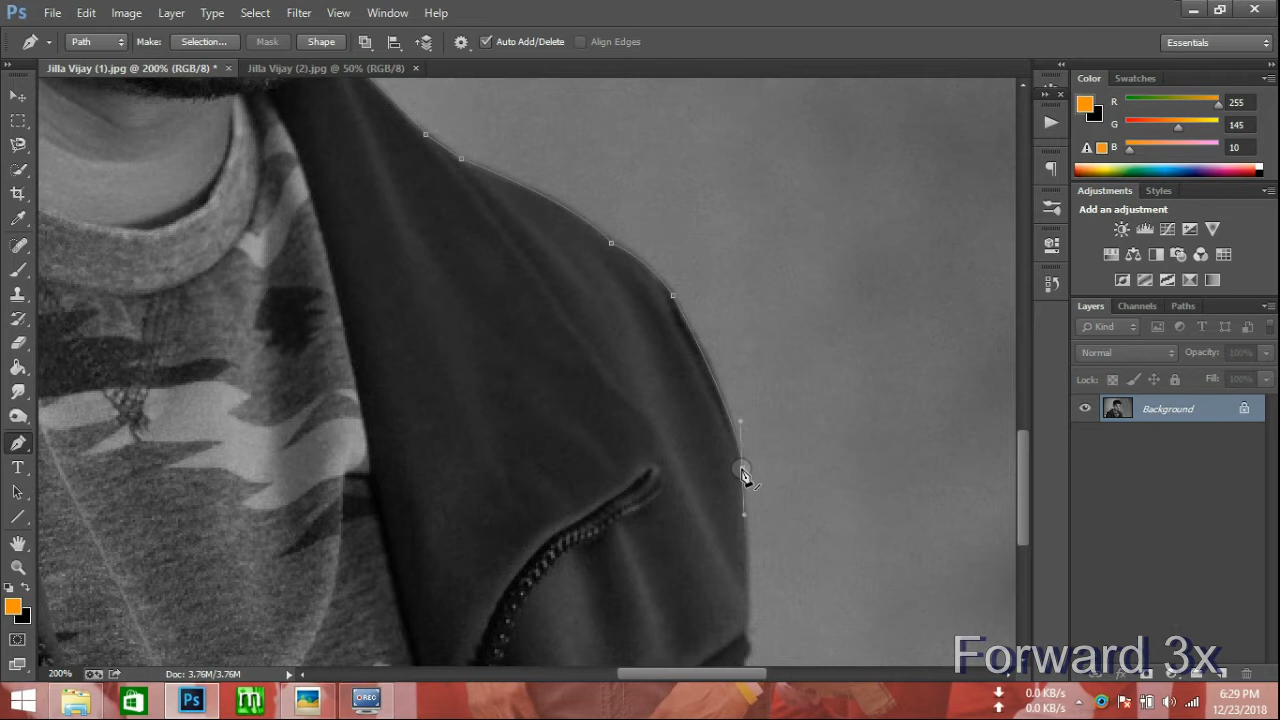 Ps File Edit Image Layer Type Select Filter View Window Help
Path Make: Selection... Mask Shape Auto Add/Delete Align Edges Essentials
Jilla Vijay (1).jpg @ 200% (RGB/8) * × Jilla Vijay (2).jpg @ 50% (RGB/8) ×
Color Swatches
R 255
G 145
B 10
Adjustments Styles
Add an adjustment
Layers Channels Paths
Kind
Normal Opacity: 100%
Lock: Fill: 100%
Background
Forward 3x
200% Doc: 3.76M/3.76M
Ps OREO 0.0 KB/s 6:29 PM
0.0 KB/s 12/23/2018